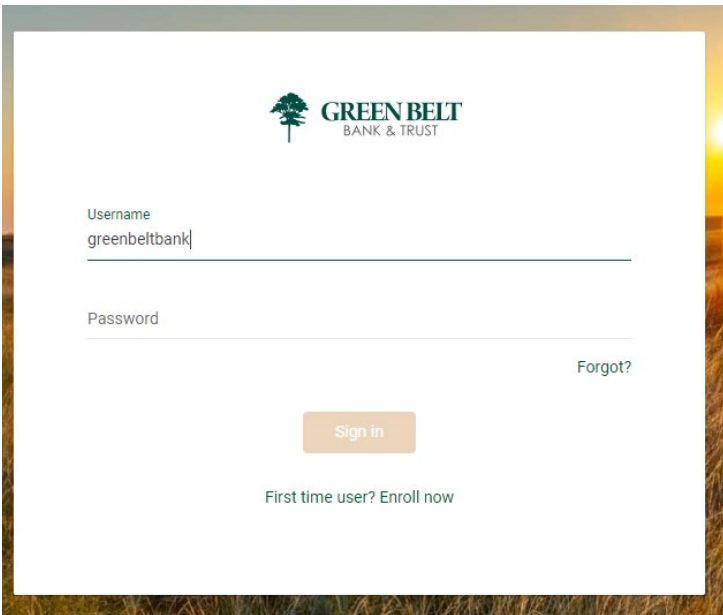 GREEN BELT
BANK & TRUST
Username
greenbeltbank
Password
Forgot?
Sign in
First time user? Enroll now